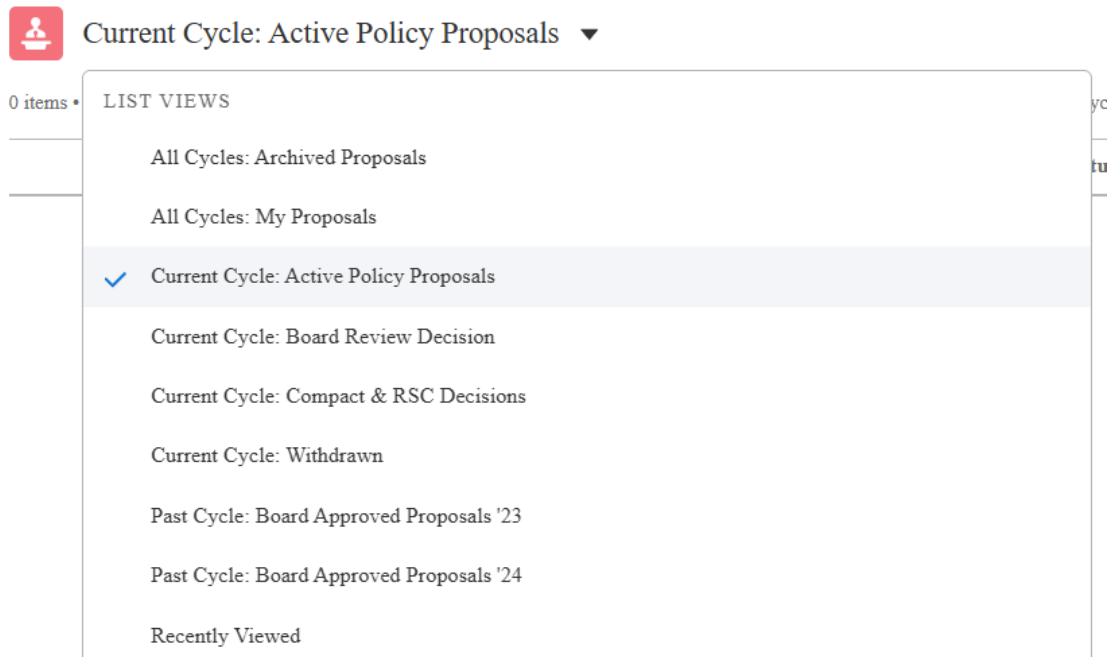 Current Cycle: Active Policy Proposals
0 items •
LIST VIEWS
All Cycles: Archived Proposals
All Cycles: My Proposals
Current Cycle: Active Policy Proposals
Current Cycle: Board Review Decision
Current Cycle: Compact & RSC Decisions
Current Cycle: Withdrawn
Past Cycle: Board Approved Proposals '23
Past Cycle: Board Approved Proposals '24
Recently Viewed